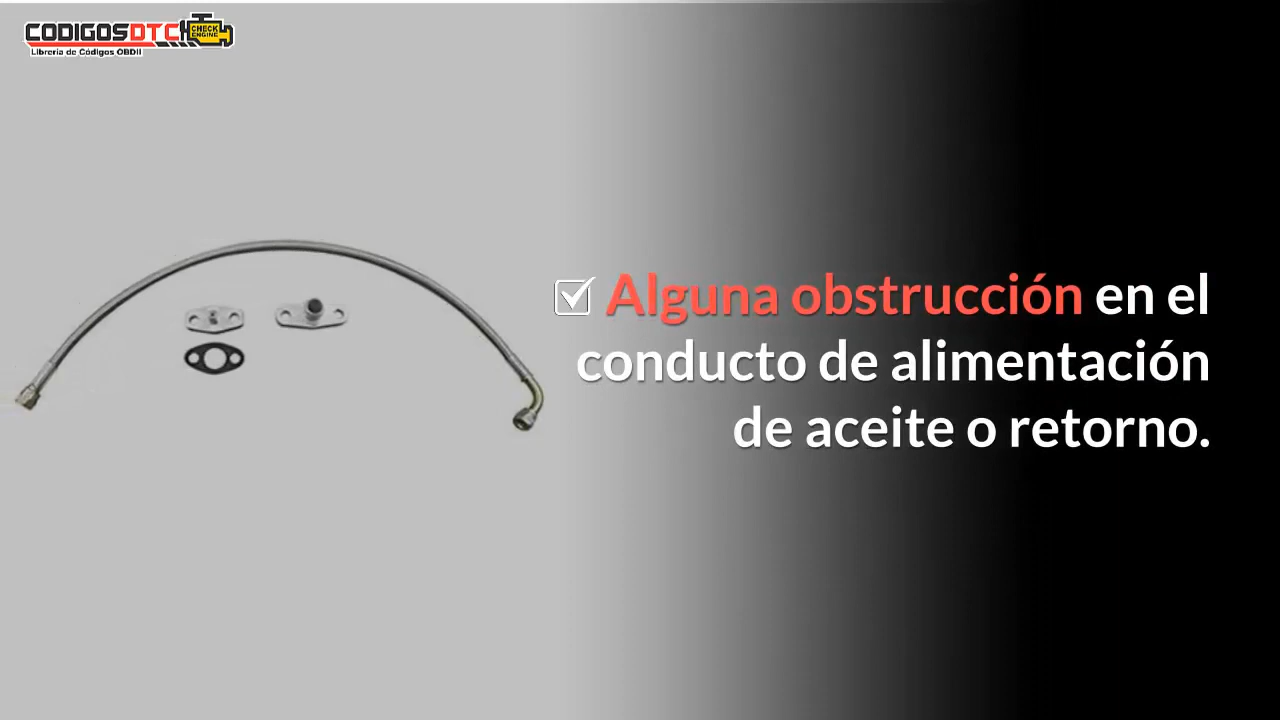 CODIGOSDTC
CHECK
ENGINE
Librería de Códigos OBDII
Alguna obstrucción en el
conducto de alimentación
de aceite o retorno.